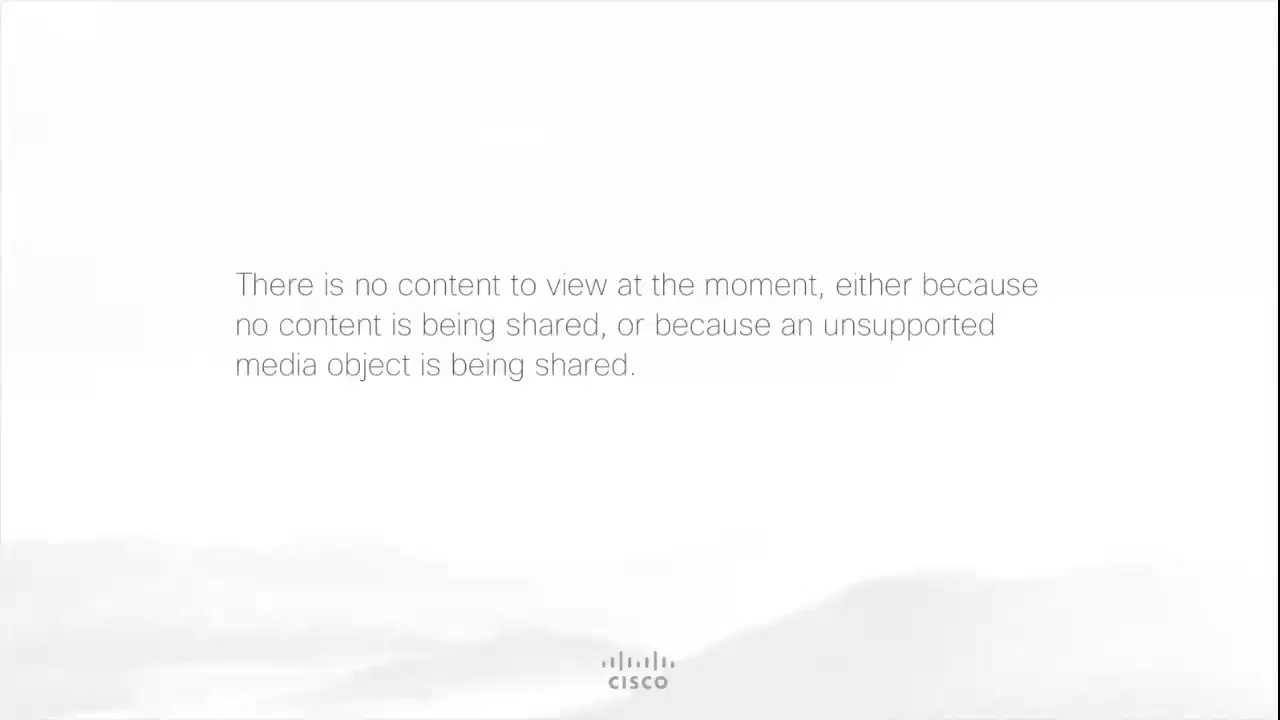 There is no content to view at the moment, either because
no content is being shared, or because an unsupported
media object is being shared.
CISCO